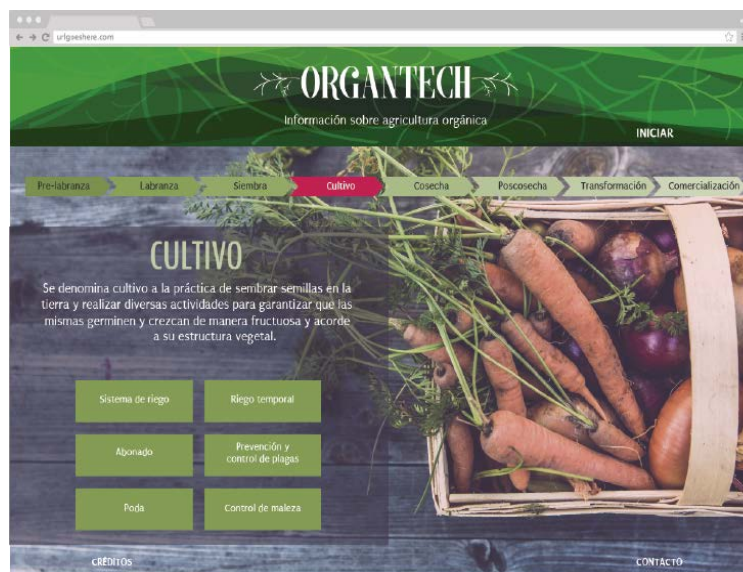 urlgoeshere.com
ORGANTECH
Información sobre agricultura orgánica
INICIAR
Pre-labranza
Labranza
Siembra
Cultivo
Cosecha
Poscosecha
Transformación
Comercialización
CULTIVO
Se denomina cultivo a la práctica de sembrar semillas en la
tierra y realizar diversas actividades para garantizar que las
mismas germinen y crezcan de manera fructuosa y acorde
a su estructura vegetal.
Sistema de riego
Riego temporal
Abonado
Prevención y
control de plagas
Poda
Control de maleza
CRÉDITOS
CONTACTO